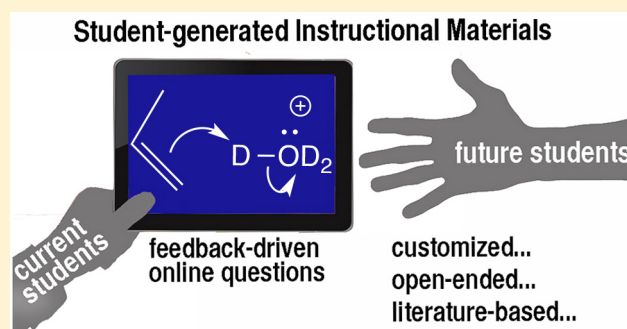 Student-generated Instructional Materials
⊕
D–OD₂
current
students
future students
feedback-driven
online questions
customized...
open-ended...
literature-based...